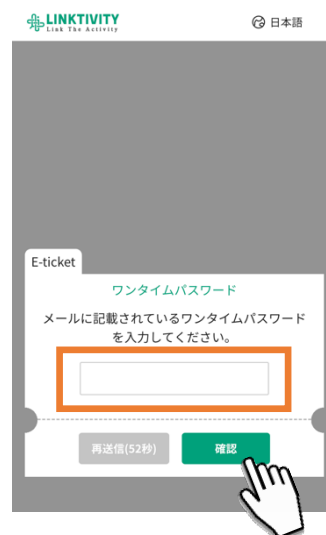 LINKTIVITY
Link The Activity
日本語
E-ticket
ワンタイムパスワード
メールに記載されているワンタイムパスワード
を入力してください。
再送信(52秒)
確認